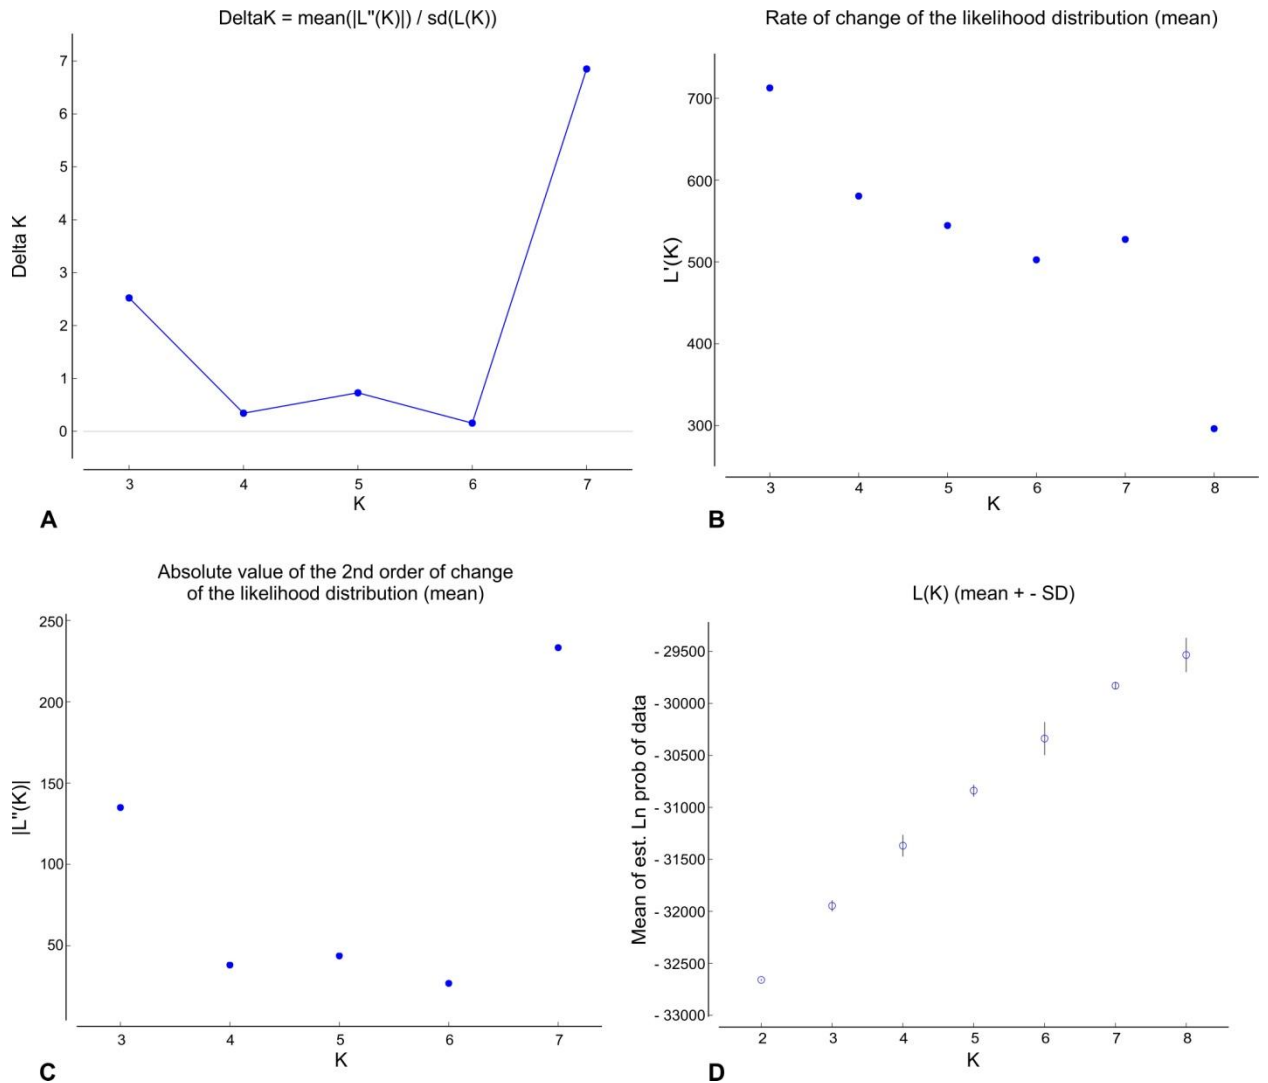 DeltaK = mean(|L"(K)|) / sd(L(K))
7
6
5
4
3
2
1
0
Delta K
3 4 5 6 7
K
A
Rate of change of the likelihood distribution (mean)
700
600
500
400
300
L'(K)
3 4 5 6 7 8
K
B
Absolute value of the 2nd order of change
of the likelihood distribution (mean)
250
200
150
100
50
|L"(K)|
3 4 5 6 7
K
C
L(K) (mean + - SD)
- 29500
- 30000
- 30500
- 31000
- 31500
- 32000
- 32500
- 33000
Mean of est. Ln prob of data
2 3 4 5 6 7 8
K
D